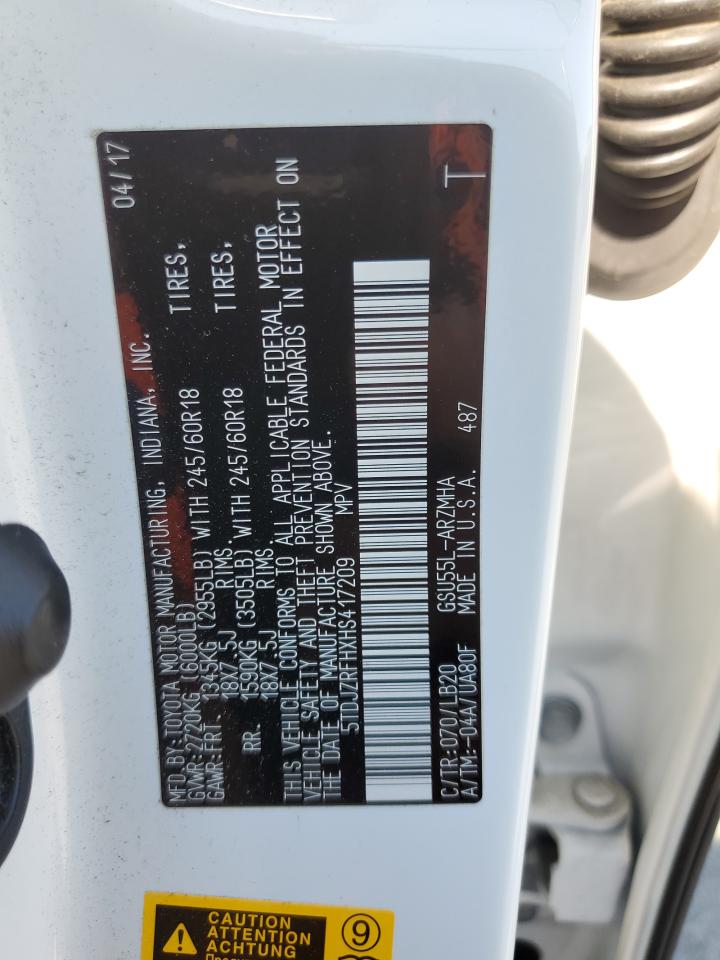 MFD.BY:TOYOTA MOTOR MANUFACTURING, INDIANA, INC. 04/17
GVWR:2720KG (6000LB)
GAWR:FRT. 1345KG (2955LB) WITH 245/60R18 TIRES,
18X7.5J RIMS
RR. 1590KG (3505LB) WITH 245/60R18 TIRES,
18X7.5J RIMS
THIS VEHICLE CONFORMS TO ALL APPLICABLE FEDERAL MOTOR
VEHICLE SAFETY AND THEFT PREVENTION STANDARDS IN EFFECT ON
THE DATE OF MANUFACTURE SHOWN ABOVE.
5TDJZRFHXHS417209 MPV
C/TR:070/LB20 GSU55L-ARZMHA T
A/TM:-04A/UA80F MADE IN U.S.A. 487
CAUTION
ATTENTION
ACHTUNG
9